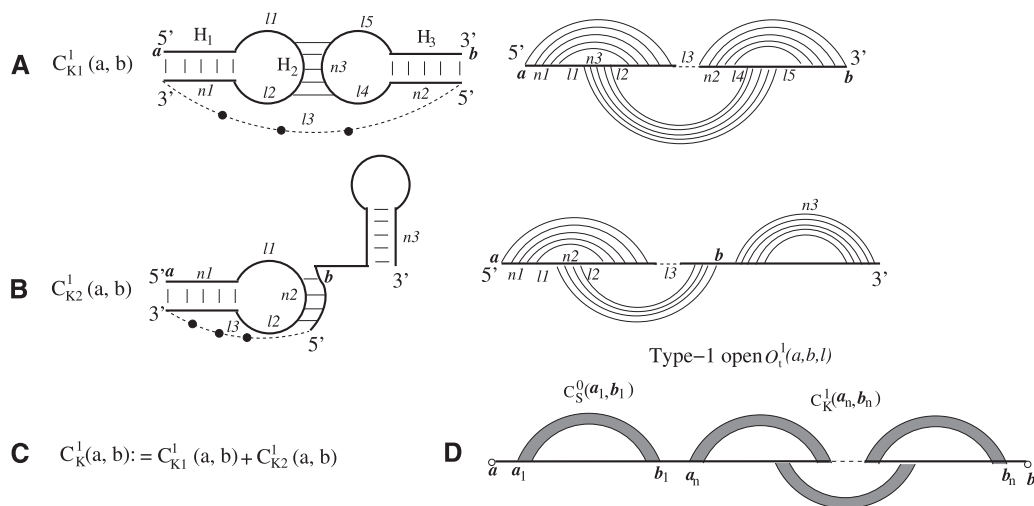 A
C¹K1 (a, b)
5’ a H1 l1 l5 H3 3’ b
H2 n3
3’ n1 l2 l4 n2 5’
l3
5’ n3 l3 3’
a n1 l1 l2 n2 l4 l5 b
B
C¹K2 (a, b)
5’ a n1 l1 b n3
3’ l3 l2 n2 5’ 3’
a n2 b n3
5’ n1 l1 l2 l3 3’
C
C¹K(a, b): = C¹K1 (a, b) + C¹K2 (a, b)
Type−1 open O¹t(a,b,l)
D
C⁰S(a1, b1) C¹K(an, bn)
a a1 b1 an bn b